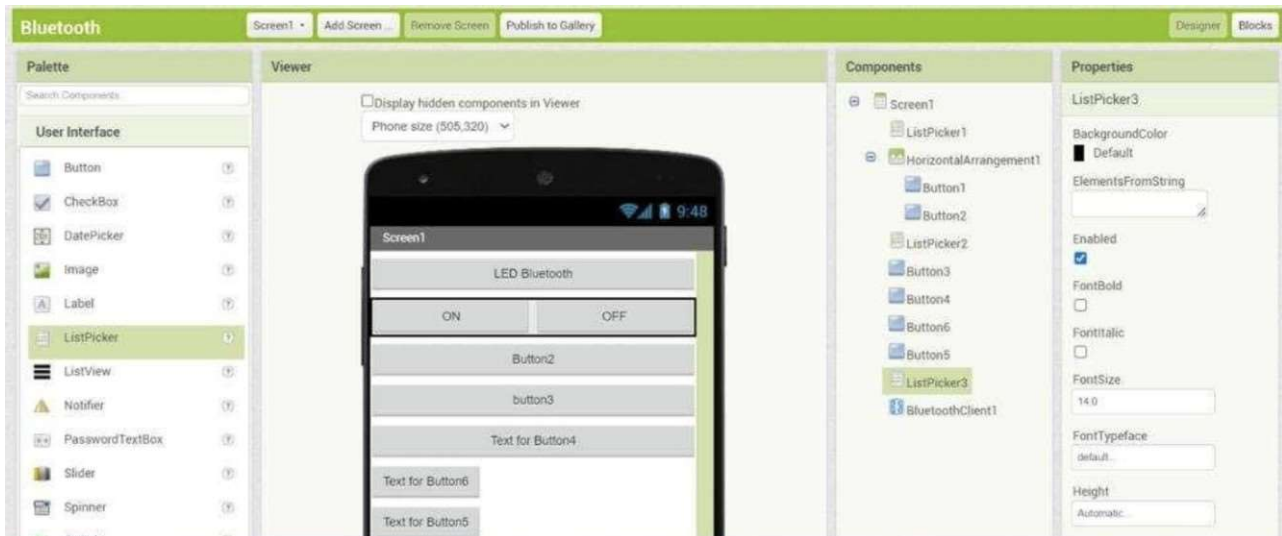 Bluetooth
Screen1
Add Screen ...
Remove Screen
Publish to Gallery
Designer
Blocks
Palette
Search Components
User Interface
Button
CheckBox
DatePicker
Image
Label
ListPicker
ListView
Notifier
PasswordTextBox
Slider
Spinner
Viewer
Display hidden components in Viewer
Phone size (505,320)
9:48
Screen1
LED Bluetooth
ON OFF
Button2
button3
Text for Button4
Text for Button6
Text for Button5
Components
Screen1
ListPicker1
HorizontalArrangement1
Button1
Button2
ListPicker2
Button3
Button4
Button6
Button5
ListPicker3
BluetoothClient1
Properties
ListPicker3
BackgroundColor
Default
ElementsFromString
Enabled
FontBold
FontItalic
FontSize
14.0
FontTypeface
default...
Height
Automatic...